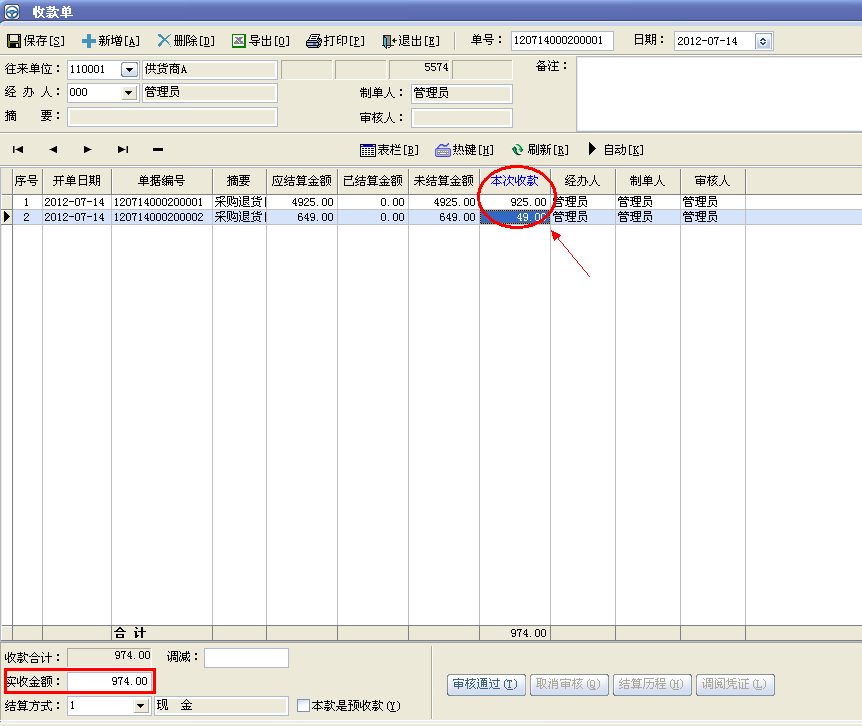 收款单
保存[S] 新增[A] 删除[D] 导出[O] 打印[P] 退出[E] 单号： 120714000200001 日期： 2012-07-14
往来单位： 110001 供货商A 5574 备注：
经 办 人： 000 管理员 制单人： 管理员
摘 要： 审核人：
表栏[B] 热键[H] 刷新[R] 自动[K]
序号 开单日期 单据编号 摘要 应结算金额 已结算金额 未结算金额 本次收款 经办人 制单人 审核人
1 2012-07-14 120714000200001 采购退货 4925.00 0.00 4925.00 925.00 管理员 管理员 管理员
2 2012-07-14 120714000200002 采购退货 649.00 0.00 649.00 49.00 管理员 管理员 管理员
合 计 974.00
收款合计： 974.00 调减：
实收金额： 974.00
审核通过(T) 取消审核(Q) 结算历程(H) 调阅凭证(L)
结算方式： 1 现 金 本款是预收款(Y)